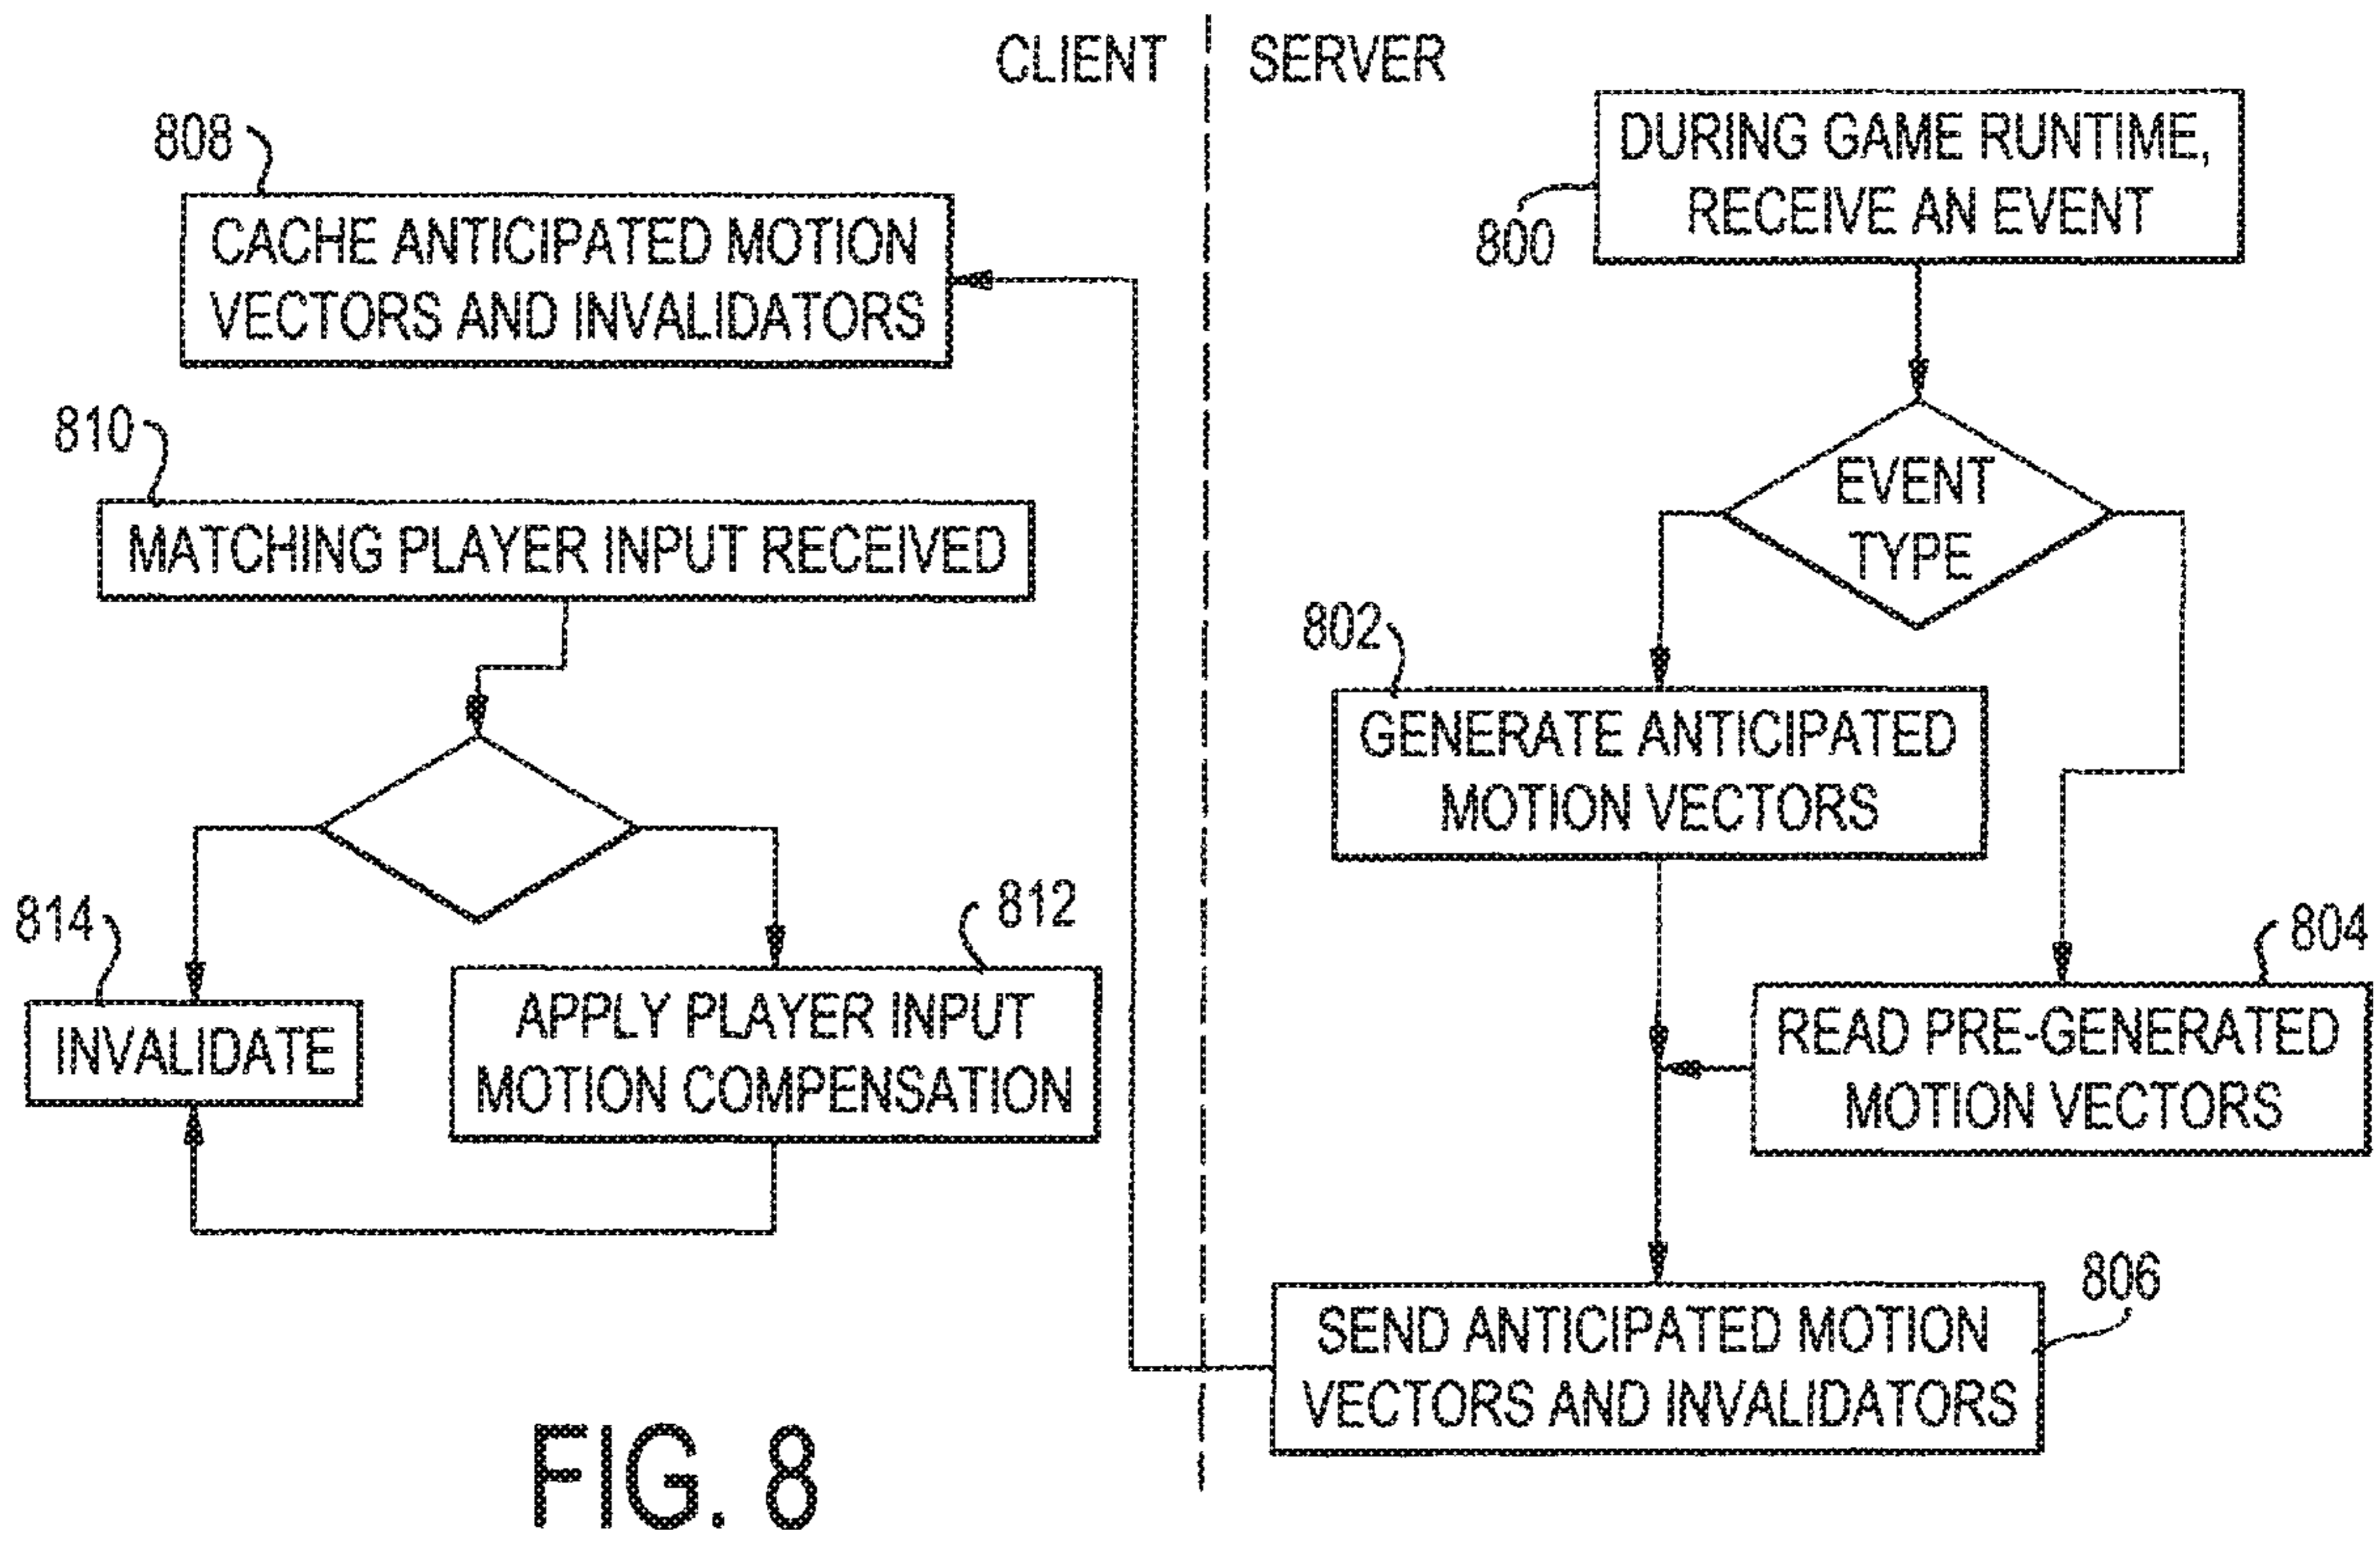 CLIENT
SERVER
808
CACHE ANTICIPATED MOTION
VECTORS AND INVALIDATORS
810
MATCHING PLAYER INPUT RECEIVED
814
INVALIDATE
812
APPLY PLAYER INPUT
MOTION COMPENSATION
DURING GAME RUNTIME,
RECEIVE AN EVENT
800
EVENT
TYPE
802
GENERATE ANTICIPATED
MOTION VECTORS
804
READ PRE-GENERATED
MOTION VECTORS
806
SEND ANTICIPATED MOTION
VECTORS AND INVALIDATORS
FIG. 8